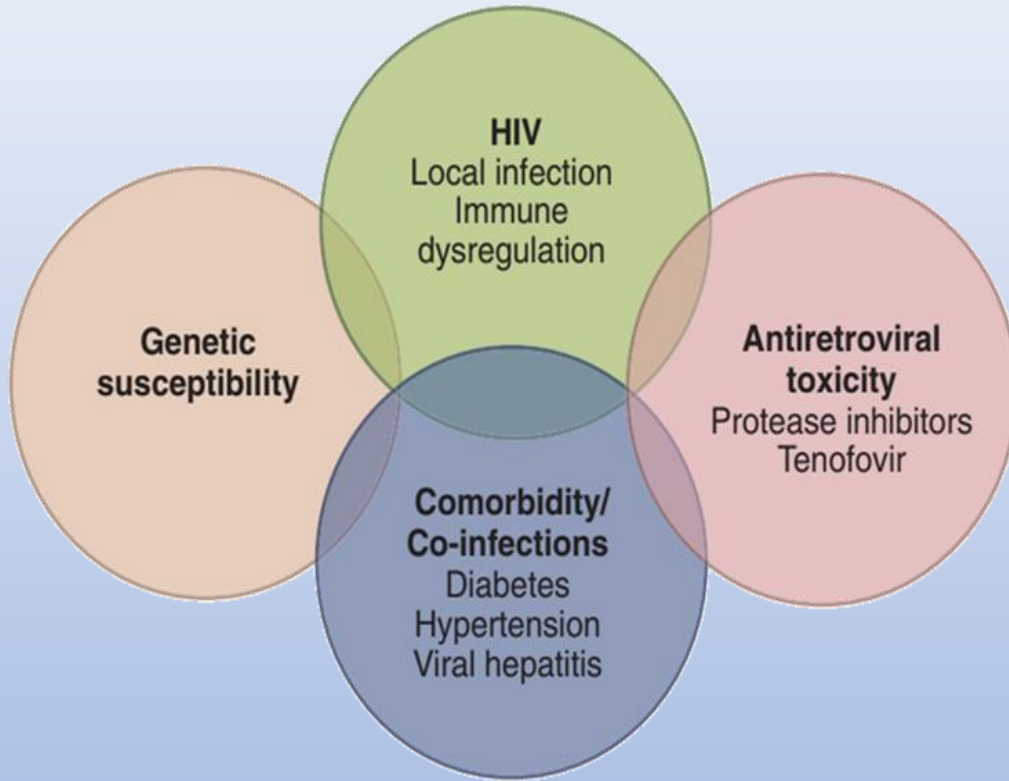 HIV
Local infection
Immune
dysregulation
Genetic
susceptibility
Antiretroviral
toxicity
Protease inhibitors
Tenofovir
Comorbidity/
Co-infections
Diabetes
Hypertension
Viral hepatitis